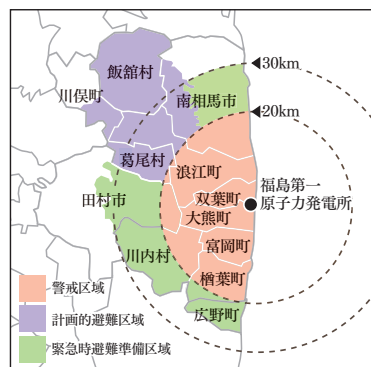 飯舘村
30km
川俣町
南相馬市
20km
葛尾村
浪江町
福島第一
原子力発電所
田村市
双葉町
大熊町
富岡町
川内村
楢葉町
広野町
警戒区域
計画的避難区域
緊急時避難準備区域